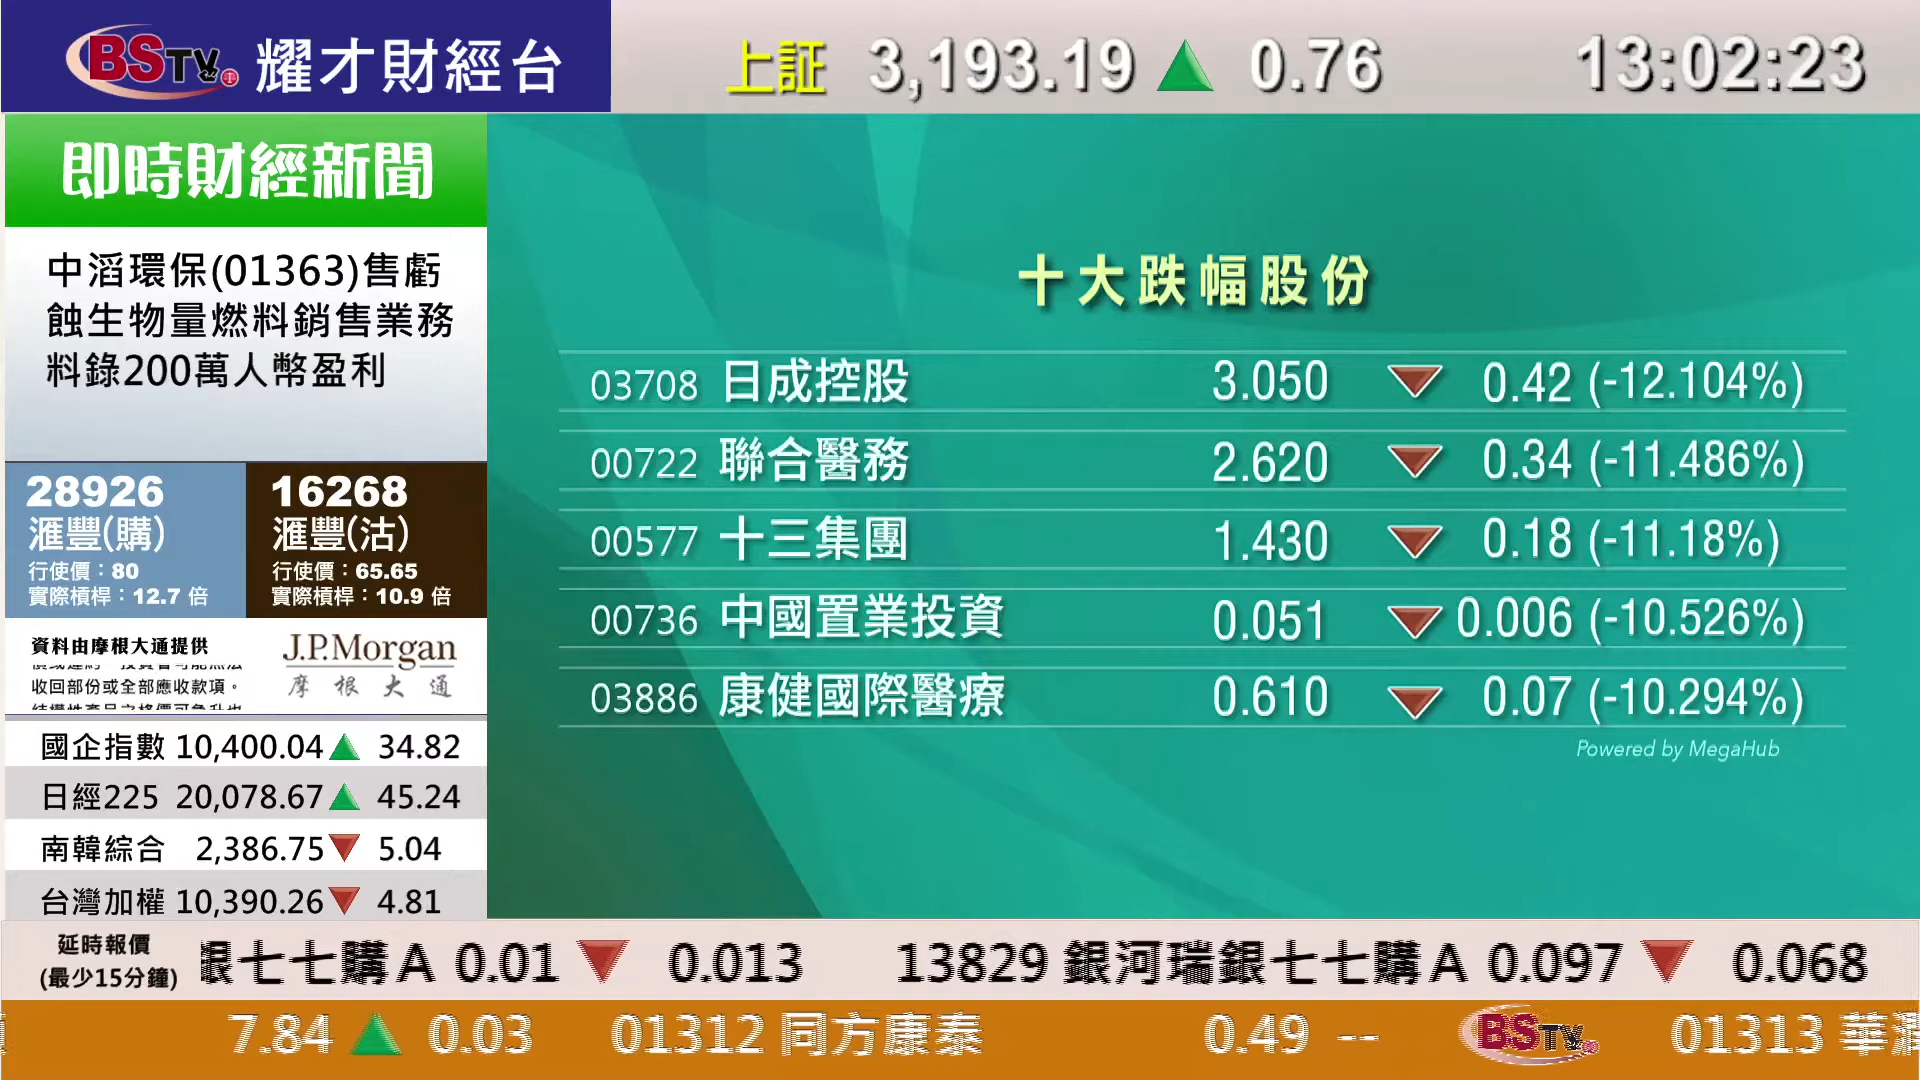 BSTV 耀才財經台
上証 3,193.19 ▲ 0.76 13:02:23
即時財經新聞
中滔環保(01363)售虧
蝕生物量燃料銷售業務
料錄200萬人幣盈利
28926
滙豐(購)
行使價：80
實際槓桿：12.7 倍
16268
滙豐(沽)
行使價：65.65
實際槓桿：10.9 倍
資料由摩根大通提供
收回部份或全部應收款項。
J.P.Morgan
摩根大通
國企指數 10,400.04 ▲ 34.82
日經225 20,078.67 ▲ 45.24
南韓綜合 2,386.75 ▼ 5.04
台灣加權 10,390.26 ▼ 4.81
十大跌幅股份
03708 日成控股 3.050 ▼ 0.42 (-12.104%)
00722 聯合醫務 2.620 ▼ 0.34 (-11.486%)
00577 十三集團 1.430 ▼ 0.18 (-11.18%)
00736 中國置業投資 0.051 ▼ 0.006 (-10.526%)
03886 康健國際醫療 0.610 ▼ 0.07 (-10.294%)
Powered by MegaHub
延時報價
(最少15分鐘)
銀七七購A 0.01 ▼ 0.013 13829 銀河瑞銀七七購A 0.097 ▼ 0.068
7.84 ▲ 0.03 01312 同方康泰 0.49 -- BSTV 01313 華潤